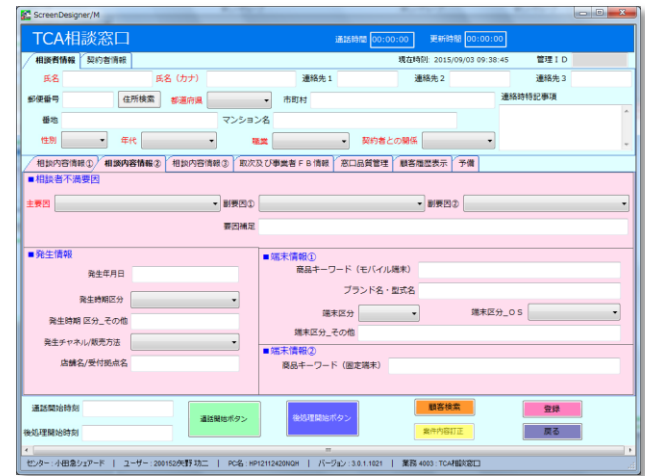 ScreenDesigner/M
TCA相談窓口 通話時間 00:00:00 更新時間 00:00:00
相談者情報 契約者情報 現在時刻: 2015/09/03 09:38:45 管理ＩＤ
氏名 氏名（カナ） 連絡先１ 連絡先２ 連絡先３
郵便番号 住所検索 都道府県 市町村 連絡時特記事項
番地 マンション名
性別 年代 職業 契約者との関係
相談内容情報① 相談内容情報② 相談内容情報③ 取次及び事業者ＦＢ情報 窓口品質管理 顧客履歴表示 予備
■相談者不満要因
主要因 副要因① 副要因②
要因補足
■発生情報
発生年月日
発生時期区分
発生時期 区分_その他
発生チャネル/販売方法
店舗名/受付拠点名
■端末情報①
商品キーワード（モバイル端末）
ブランド名・型式名
端末区分 端末区分_ＯＳ
端末区分_その他
■端末情報②
商品キーワード（固定端末）
通話開始時刻 通話開始ボタン 後処理開始ボタン 顧客検索 登録
後処理開始時刻 案件内容訂正 戻る
センター：小田急シェアード | ユーザー：200152矢野 功二 | PC名：HP12112420NQH | バージョン：3.0.1.1021 | 業務 4003：TCA相談窓口